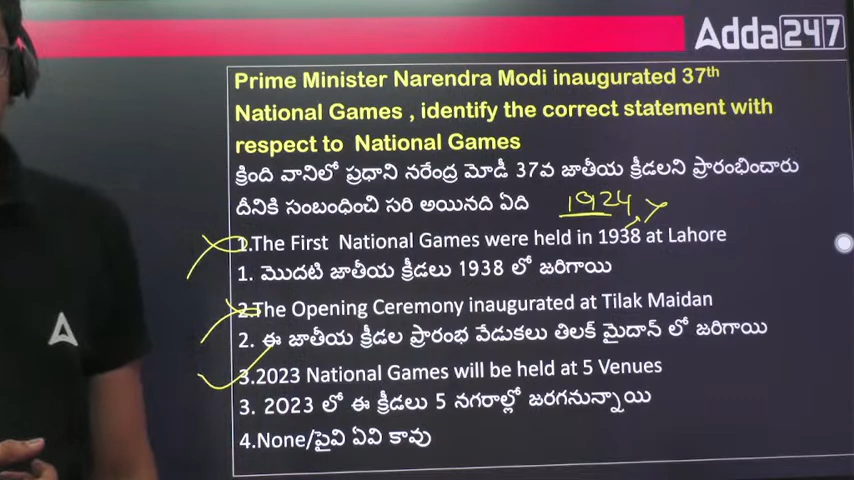 Adda247
Prime Minister Narendra Modi inaugurated 37th
National Games , identify the correct statement with
respect to National Games
క్రింది వానిలో ప్రధాని నరేంద్ర మోడీ 37వ జాతీయ క్రీడలని ప్రారంభించారు
దీనికి సంబంధించి సరి అయినది ఏది 1924
1.The First National Games were held in 1938 at Lahore
1. మొదటి జాతీయ క్రీడలు 1938 లో జరిగాయి
2.The Opening Ceremony inaugurated at Tilak Maidan
2. ఈ జాతీయ క్రీడల ప్రారంభ వేడుకలు తిలక్ మైదాన్ లో జరిగాయి
3.2023 National Games will be held at 5 Venues
3. 2023 లో ఈ క్రీడలు 5 నగరాల్లో జరగనున్నాయి
4.None/పైవి ఏవి కావు